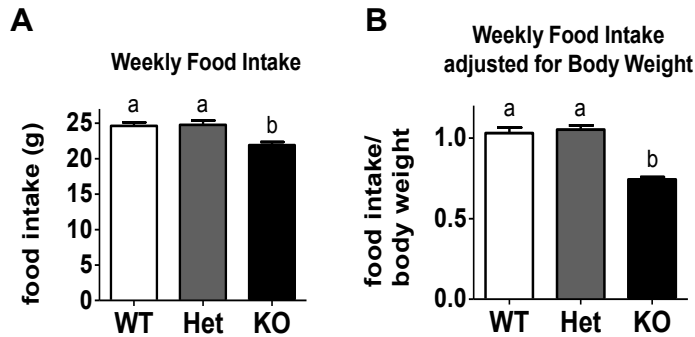 A
Weekly Food Intake
food intake (g)
25
20
15
10
5
0
a
a
b
WT Het KO
B
Weekly Food Intake
adjusted for Body Weight
food intake/
body weight
1.0
0.5
0.0
a
a
b
WT Het KO